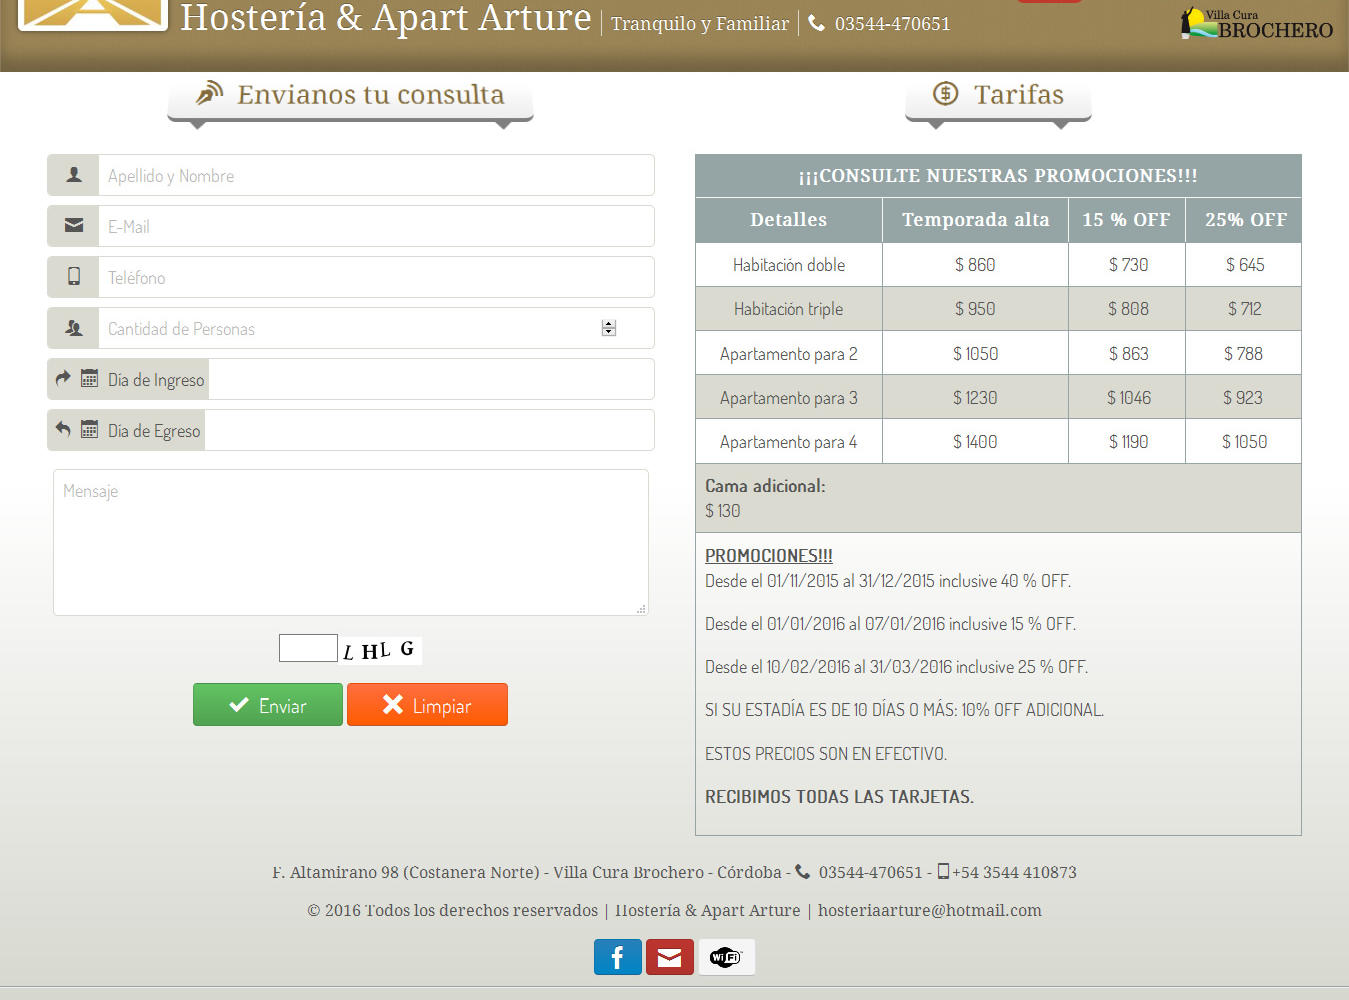 Hostería & Apart Arture | Tranquilo y Familiar | 03544-470651
Villa Cura
BROCHERO
Envianos tu consulta
Apellido y Nombre
E-Mail
Teléfono
Cantidad de Personas
Día de Ingreso
Día de Egreso
Mensaje
L H L G
Enviar
Limpiar
Tarifas
¡¡¡CONSULTE NUESTRAS PROMOCIONES!!!
Detalles Temporada alta 15 % OFF 25% OFF
Habitación doble $ 860 $ 730 $ 645
Habitación triple $ 950 $ 808 $ 712
Apartamento para 2 $ 1050 $ 863 $ 788
Apartamento para 3 $ 1230 $ 1046 $ 923
Apartamento para 4 $ 1400 $ 1190 $ 1050
Cama adicional:
$ 130
PROMOCIONES!!!
Desde el 01/11/2015 al 31/12/2015 inclusive 40 % OFF.
Desde el 01/01/2016 al 07/01/2016 inclusive 15 % OFF.
Desde el 10/02/2016 al 31/03/2016 inclusive 25 % OFF.
SI SU ESTADÍA ES DE 10 DÍAS O MÁS: 10% OFF ADICIONAL.
ESTOS PRECIOS SON EN EFECTIVO.
RECIBIMOS TODAS LAS TARJETAS.
F. Altamirano 98 (Costanera Norte) - Villa Cura Brochero - Córdoba - 03544-470651 - +54 3544 410873
© 2016 Todos los derechos reservados | Hostería & Apart Arture | hosteriaarture@hotmail.com
f
Wi Fi